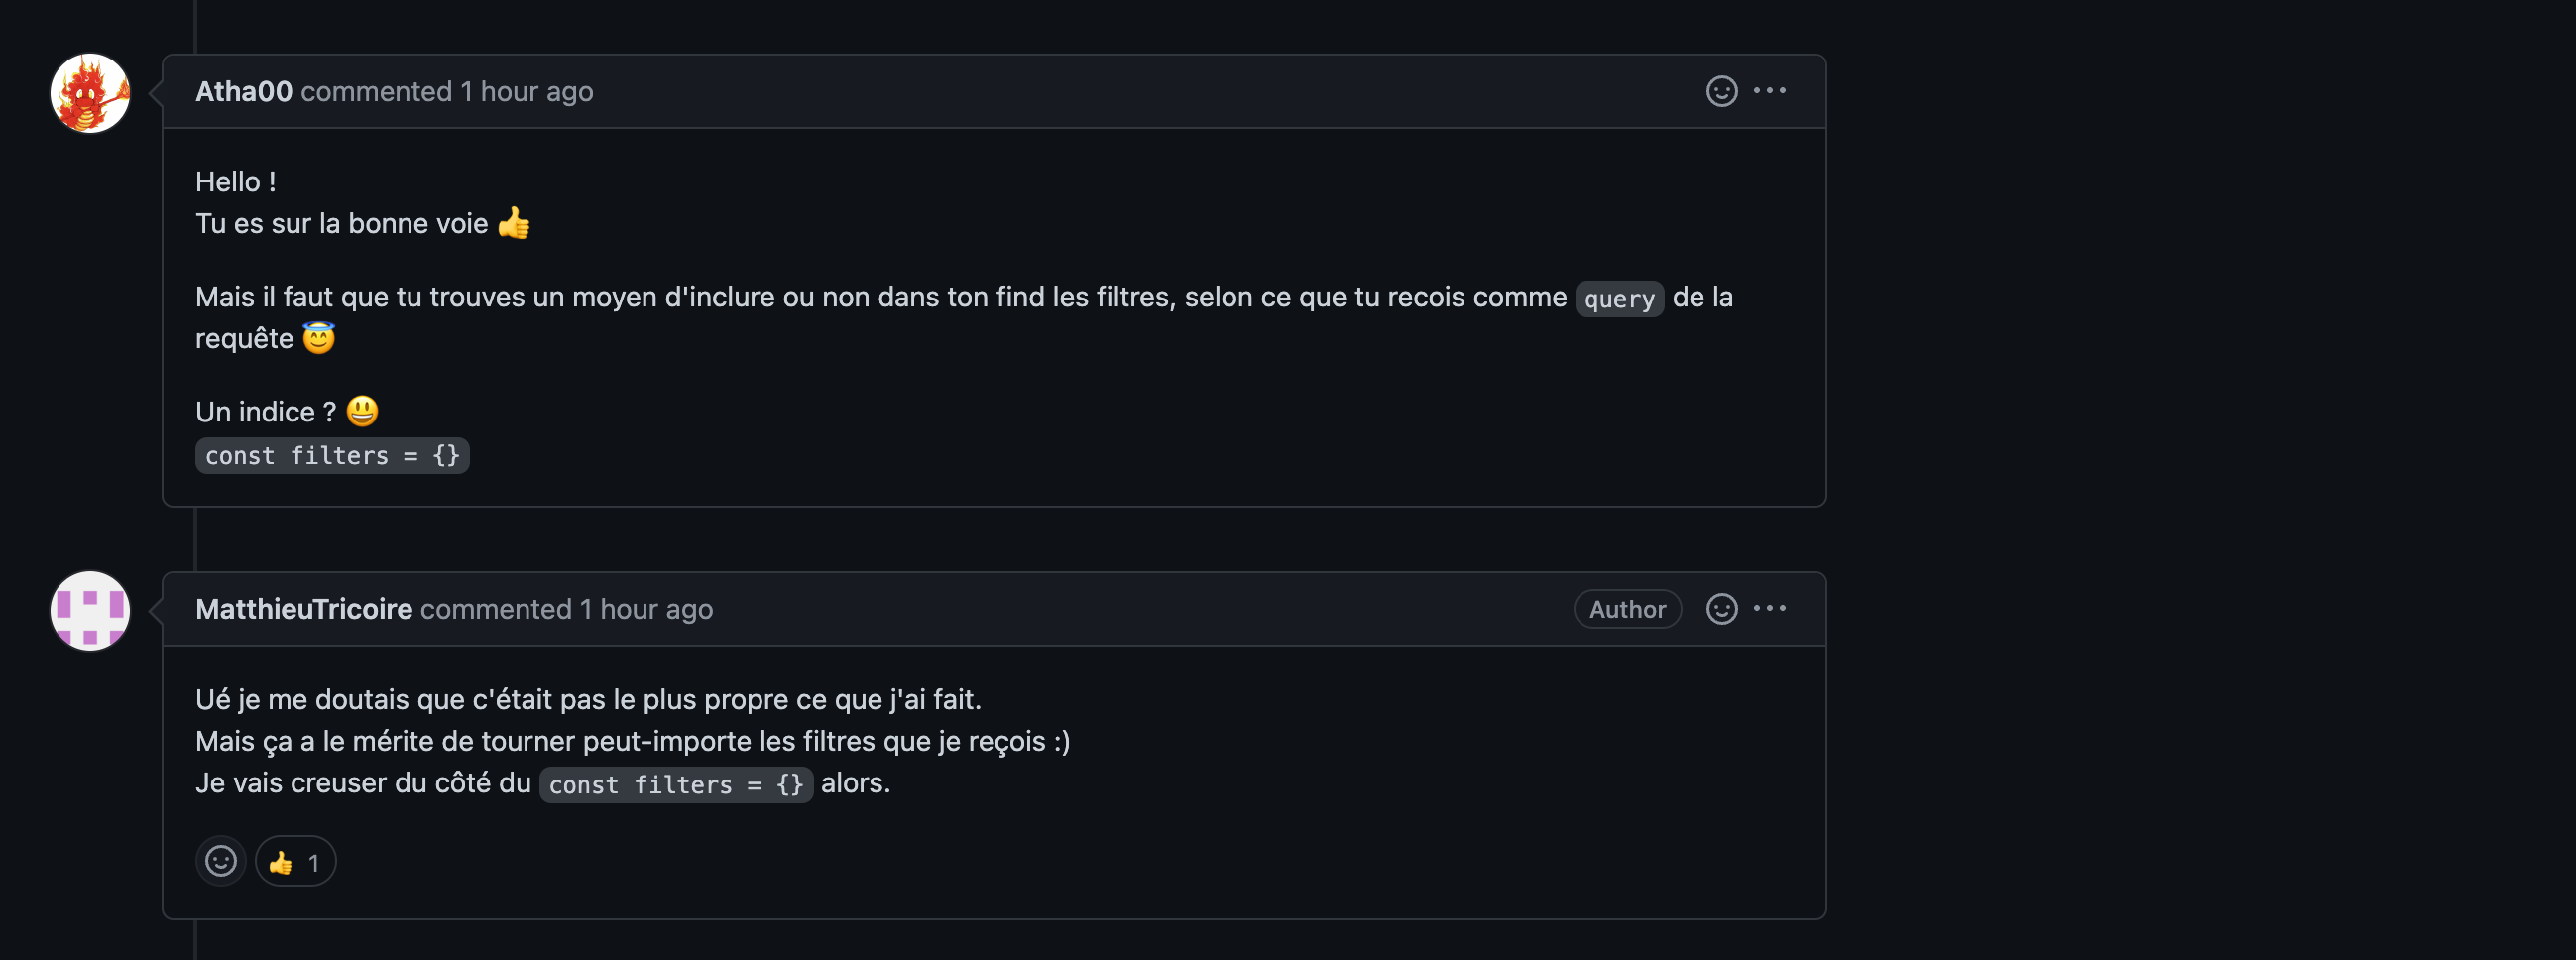 Atha00 commented 1 hour ago
Hello !
Tu es sur la bonne voie 👍
Mais il faut que tu trouves un moyen d'inclure ou non dans ton find les filtres, selon ce que tu recois comme query de la
requête 😇
Un indice ? 😃
const filters = {}
MatthieuTricoire commented 1 hour ago
Author
Ué je me doutais que c'était pas le plus propre ce que j'ai fait.
Mais ça a le mérite de tourner peut-importe les filtres que je reçois :)
Je vais creuser du côté du const filters = {} alors.
👍 1